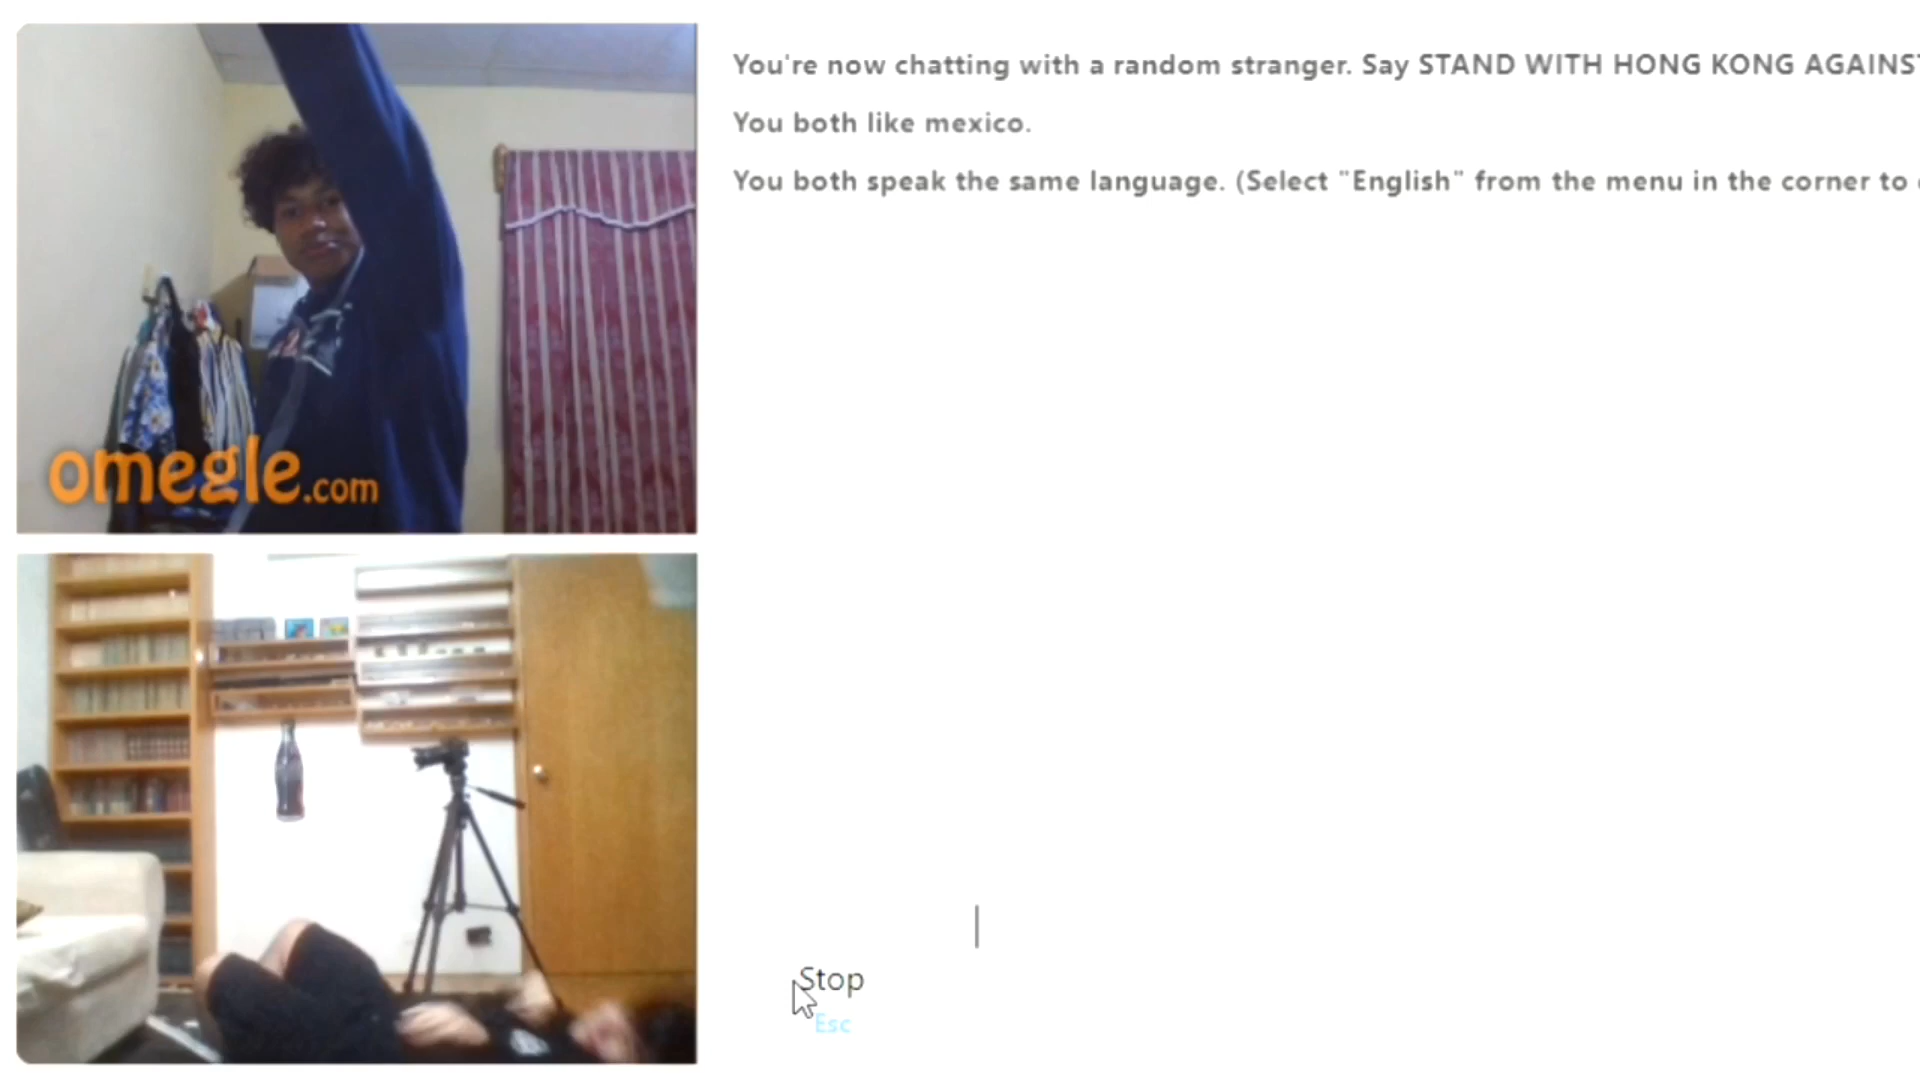 You're now chatting with a random stranger. Say STAND WITH HONG KONG AGAINST
You both like mexico.
You both speak the same language. (Select "English" from the menu in the corner to
omegle.com
Stop
Esc